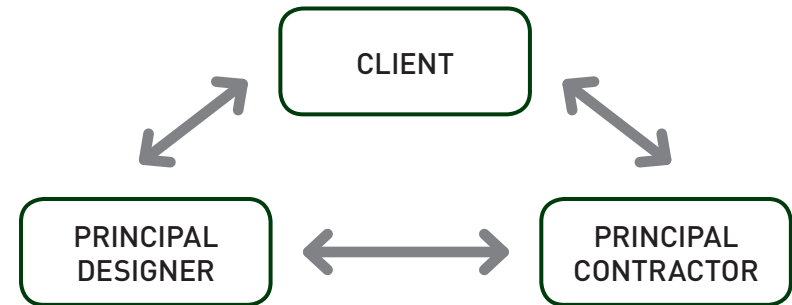 CLIENT
PRINCIPAL
DESIGNER
PRINCIPAL
CONTRACTOR